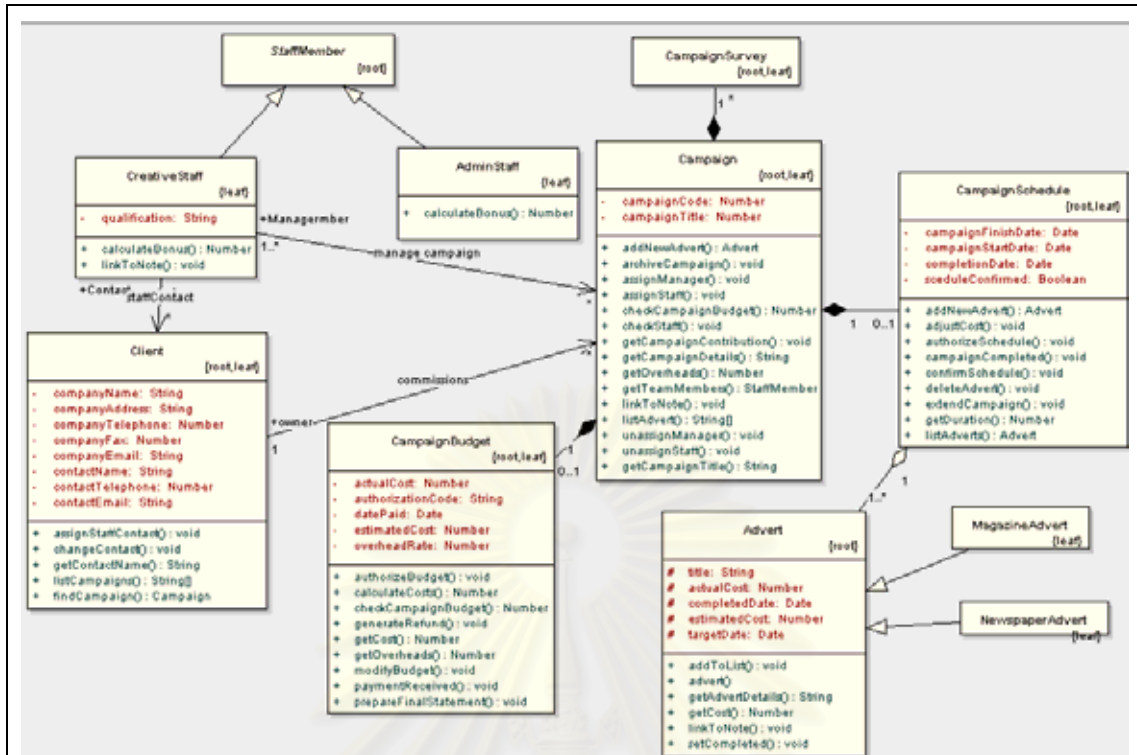 StaffMember
{root}
CampaignSurvey
{root,leaf}
1..*
CreativeStaff
{leaf}
- qualification: String
+ calculateBonus() : Number
+ linkToNote() : void
AdminStaff
{leaf}
+ calculateBonus() : Number
+Managermber
1..*
manage campaign
*
+Contact
staffContact
*
Campaign
{root,leaf}
- campaignCode: Number
- campaignTitle: Number
+ addNewAdvert() : Advert
+ archiveCampaign() : void
+ assignManager() : void
+ assignStaff() : void
+ checkCampaignBudget() : Number
+ checkStaff() : void
+ getCampaignContribution() : void
+ getCampaignDetails() : String
+ getOverheads() : Number
+ getTeamMembers() : StaffMember
+ linkToNote() : void
+ listAdvert() : String[]
+ unassignManager() : void
+ unassignStaff() : void
+ getCampaignTitle() : String
1
0..1
CampaignSchedule
{root,leaf}
- campaignFinishDate: Date
- campaignStartDate: Date
- completionDate: Date
- sceduleConfirmed: Boolean
+ addNewAdvert() : Advert
+ adjustCost() : void
+ authorizeSchedule() : void
+ campaignCompleted() : void
+ confirmSchedule() : void
+ deleteAdvert() : void
+ extendCampaign() : void
+ getDuration() : Number
+ listAdverts() : Advert
Client
{root,leaf}
- companyName: String
- companyAddress: String
- companyTelephone: Number
- companyFax: Number
- companyEmail: String
- contactName: String
- contactTelephone: Number
- contactEmail: String
+ assignStaffContact() : void
+ changeContact() : void
+ getContactName() : String
+ listCampaigns() : String[]
+ findCampaign() : Campaign
commissions
*
+owner
1
CampaignBudget
{root,leaf}
- actualCost: Number
- authorizationCode: String
- datePaid: Date
- estimatedCost: Number
- overheadRate: Number
+ authorizeBudget() : void
+ calculateCosts() : Number
+ checkCampaignBudget() : Number
+ generateRefund() : void
+ getCost() : Number
+ getOverheads() : Number
+ modifyBudget() : void
+ paymentReceived() : void
+ prepareFinalStatement() : void
1
0..1
1
1..*
Advert
{root}
# title: String
# actualCost: Number
# completedDate: Date
# estimatedCost: Number
# targetDate: Date
+ addToList() : void
+ advert()
+ getAdvertDetails() : String
+ getCost() : Number
+ linkToNote() : void
+ setCompleted() : void
MagazineAdvert
{leaf}
NewspaperAdvert
{leaf}